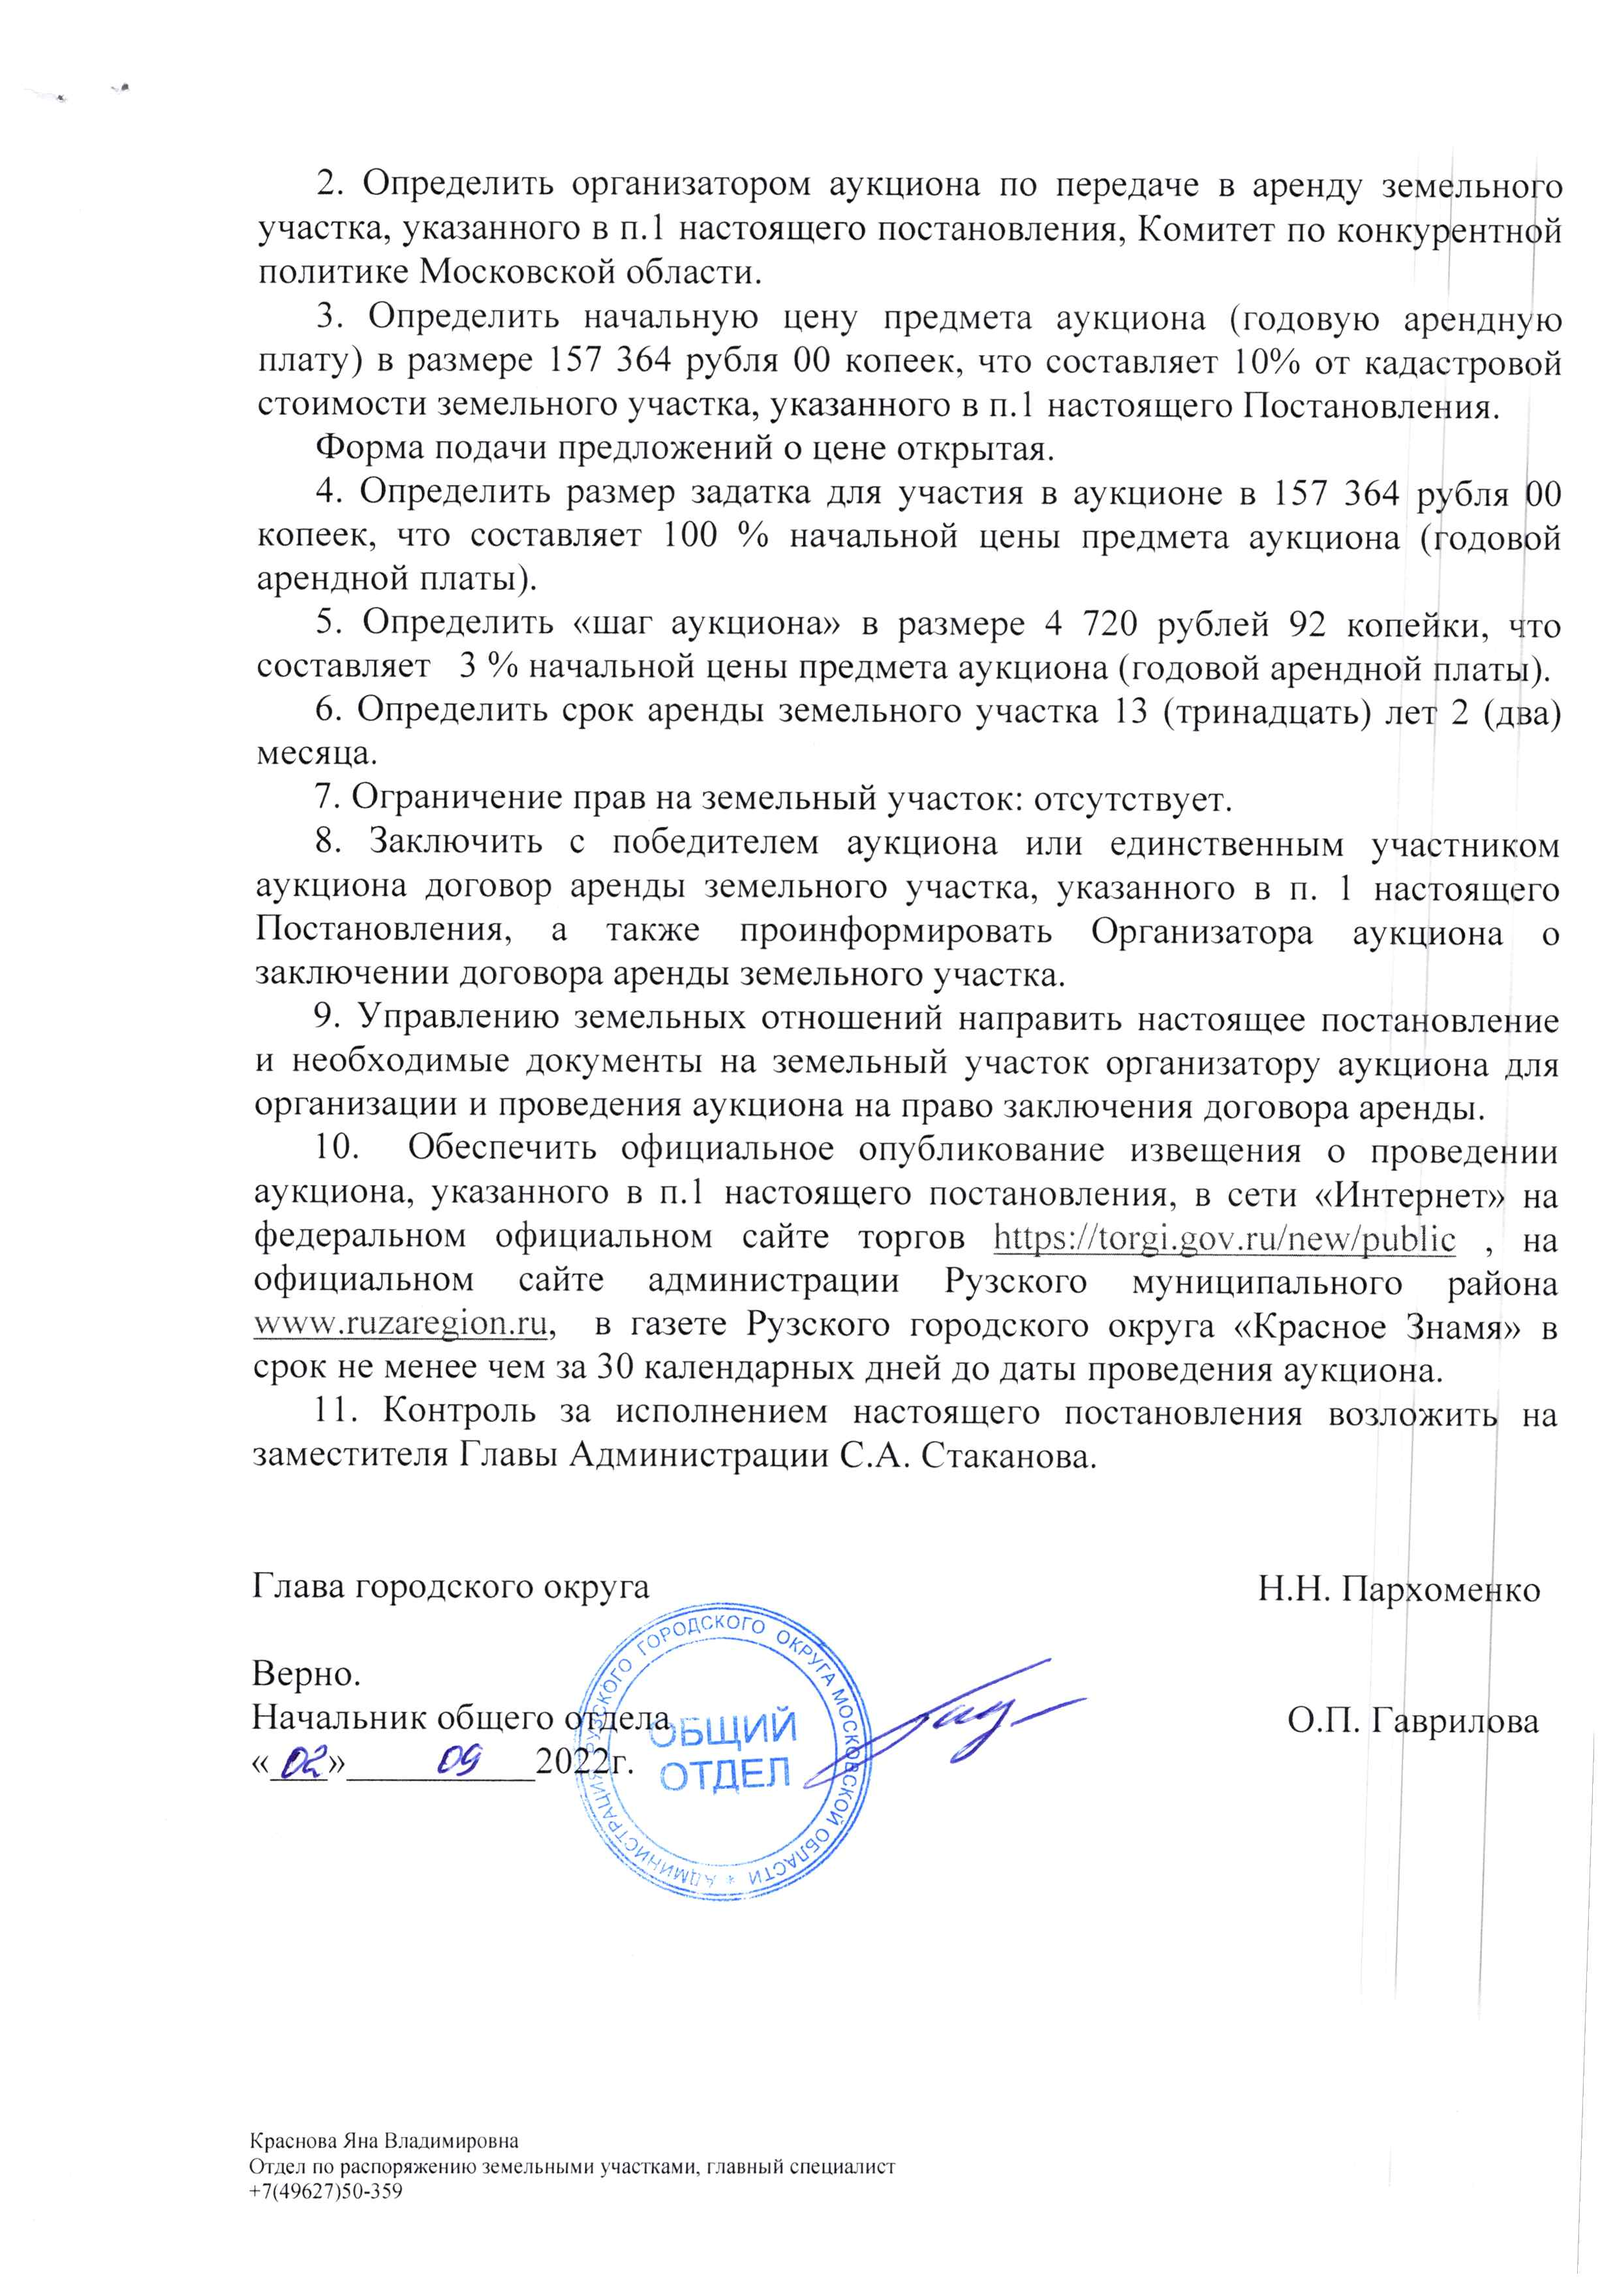 2. Определить организатором аукциона по передаче в аренду земельного
участка, указанного в п.1 настоящего постановления, Комитет по конкурентной
политике Московской области.
3. Определить начальную цену предмета аукциона (годовую арендную
плату) в размере 157 364 рубля 00 копеек, что составляет 10% от кадастровой
стоимости земельного участка, указанного в п.1 настоящего Постановления.
Форма подачи предложений о цене открытая.
4. Определить размер задатка для участия в аукционе в 157 364 рубля 00
копеек, что составляет 100 % начальной цены предмета аукциона (годовой
арендной платы).
5. Определить «шаг аукциона» в размере 4 720 рублей 92 копейки, что
составляет 3 % начальной цены предмета аукциона (годовой арендной платы).
6. Определить срок аренды земельного участка 13 (тринадцать) лет 2 (два)
месяца.
7. Ограничение прав на земельный участок: отсутствует.
8. Заключить с победителем аукциона или единственным участником
аукциона договор аренды земельного участка, указанного в п. 1 настоящего
Постановления, а также проинформировать Организатора аукциона о
заключении договора аренды земельного участка.
9. Управлению земельных отношений направить настоящее постановление
и необходимые документы на земельный участок организатору аукциона для
организации и проведения аукциона на право заключения договора аренды.
10. Обеспечить официальное опубликование извещения о проведении
аукциона, указанного в п.1 настоящего постановления, в сети «Интернет» на
федеральном официальном сайте торгов https://torgi.gov.ru/new/public , на
официальном сайте администрации Рузского муниципального района
www.ruzaregion.ru, в газете Рузского городского округа «Красное Знамя» в
срок не менее чем за 30 календарных дней до даты проведения аукциона.
11. Контроль за исполнением настоящего постановления возложить на
заместителя Главы Администрации С.А. Стаканова.
Глава городского округа Н.Н. Пархоменко
Верно.
Начальник общего отдела О.П. Гаврилова
«02» 09 2022г.
АДМИНИСТРАЦИЯ РУЗСКОГО ГОРОДСКОГО ОКРУГА МОСКОВСКОЙ ОБЛАСТИ *
ОБЩИЙ
ОТДЕЛ
Краснова Яна Владимировна
Отдел по распоряжению земельными участками, главный специалист
+7(49627)50-359